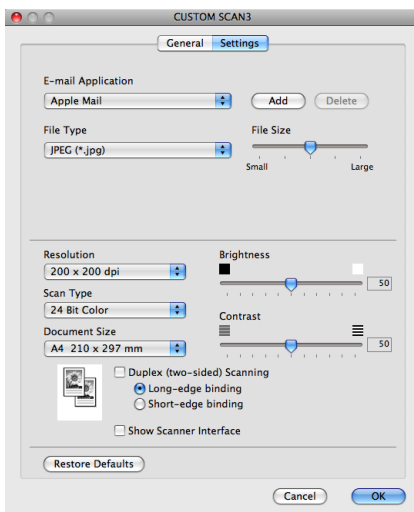 CUSTOM SCAN3
General Settings
E-mail Application
Apple Mail Add Delete
File Type File Size
JPEG (*.jpg)
Small Large
Resolution Brightness
200 x 200 dpi 50
Scan Type
24 Bit Color Contrast
Document Size
A4 210 x 297 mm 50
Duplex (two-sided) Scanning
Long-edge binding
Short-edge binding
Show Scanner Interface
Restore Defaults
Cancel OK